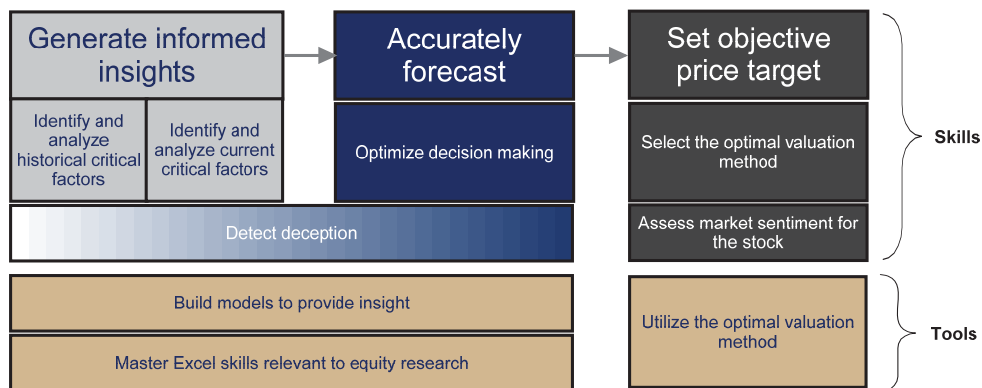 Generate informed
insights
Accurately
forecast
Set objective
price target
Identify and
analyze
historical critical
factors
Identify and
analyze current
critical factors
Optimize decision making
Select the optimal valuation
method
Skills
Detect deception
Assess market sentiment for
the stock
Build models to provide insight
Master Excel skills relevant to equity research
Utilize the optimal valuation
method
Tools